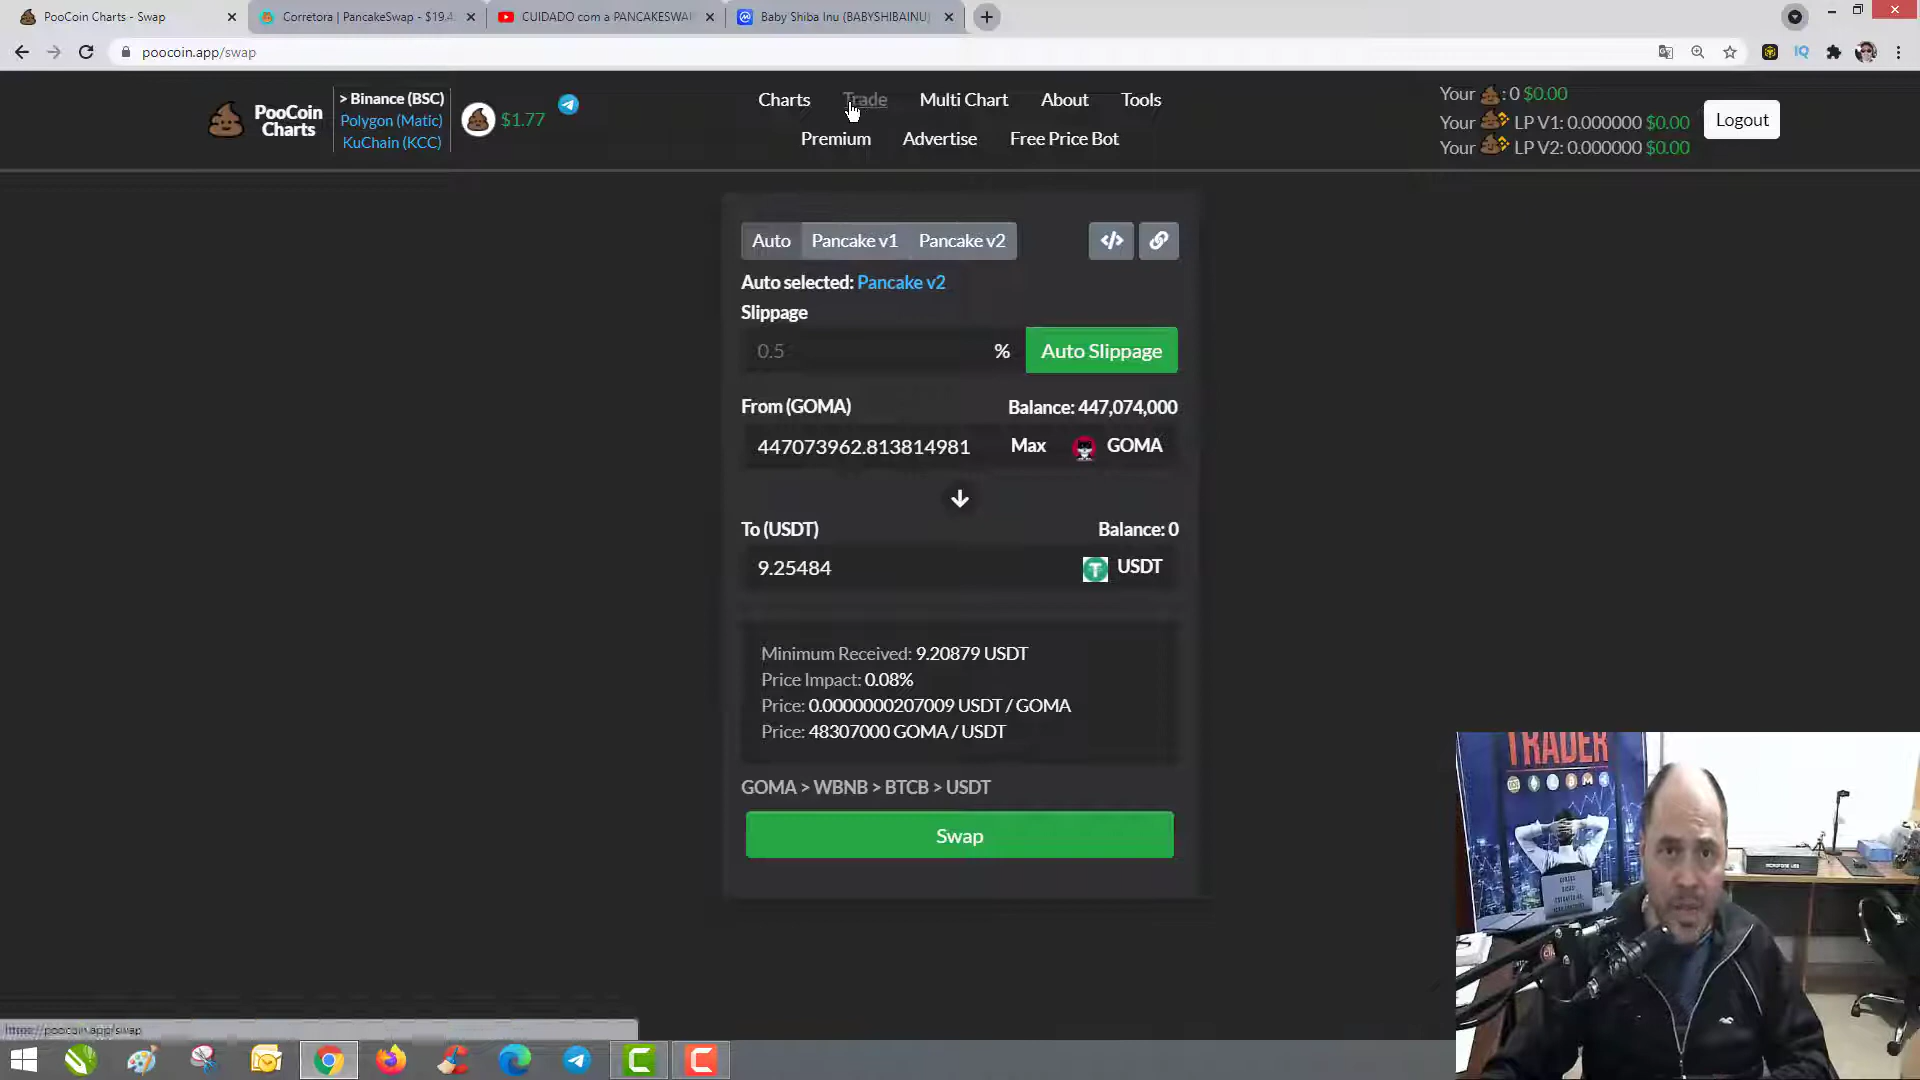 PooCoin Charts - Swap
Corretora | PancakeSwap - $19.4
CUIDADO com a PANCAKESWAP
Baby Shiba Inu (BABYSHIBAINU)
poocoin.app/swap
PooCoin
Charts
> Binance (BSC)
Polygon (Matic)
KuChain (KCC)
$1.77
Charts
Trade
Multi Chart
About
Tools
Premium
Advertise
Free Price Bot
Your : 0 $0.00
Your LP V1: 0.000000 $0.00
Your LP V2: 0.000000 $0.00
Logout
Auto
Pancake v1
Pancake v2
Auto selected: Pancake v2
Slippage
0.5 %
Auto Slippage
From (GOMA)
Balance: 447,074,000
447073962.813814981
Max
GOMA
To (USDT)
Balance: 0
9.25484
USDT
Minimum Received: 9.20879 USDT
Price Impact: 0.08%
Price: 0.0000000207009 USDT / GOMA
Price: 48307000 GOMA / USDT
GOMA > WBNB > BTCB > USDT
Swap
TRADER
https://poocoin.app/swap